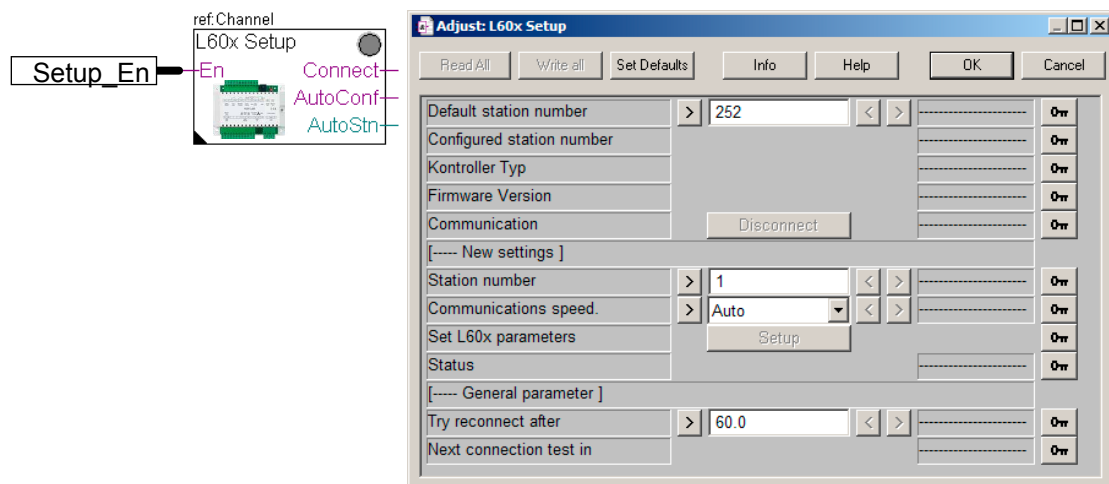 ref:Channel
L60x Setup
Setup_En
En
Connect
AutoConf
AutoStn
Adjust: L60x Setup
Read All Write all Set Defaults Info Help OK Cancel
Default station number > 252 < >
Configured station number
Kontroller Typ
Firmware Version
Communication Disconnect
[----- New settings ]
Station number > 1 < >
Communications speed. > Auto < >
Set L60x parameters Setup
Status
[----- General parameter ]
Try reconnect after > 60.0 < >
Next connection test in